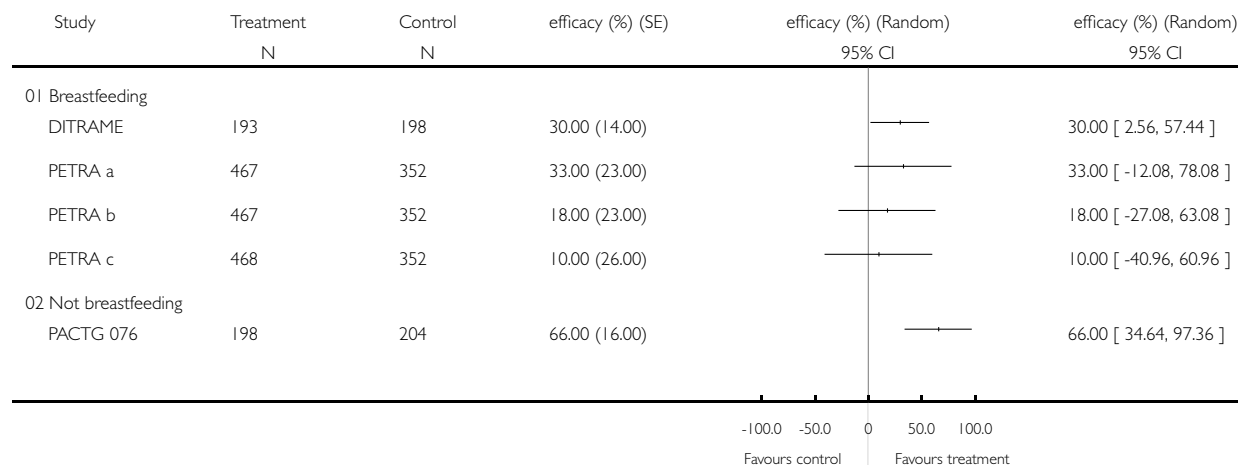 Study Treatment Control efficacy (%) (SE) efficacy (%) (Random) efficacy (%) (Random)
N N 95% CI 95% CI
01 Breastfeeding
DITRAME 193 198 30.00 (14.00) 30.00 [ 2.56, 57.44 ]
PETRA a 467 352 33.00 (23.00) 33.00 [ -12.08, 78.08 ]
PETRA b 467 352 18.00 (23.00) 18.00 [ -27.08, 63.08 ]
PETRA c 468 352 10.00 (26.00) 10.00 [ -40.96, 60.96 ]
02 Not breastfeeding
PACTG 076 198 204 66.00 (16.00) 66.00 [ 34.64, 97.36 ]
-100.0 -50.0 0 50.0 100.0
Favours control Favours treatment